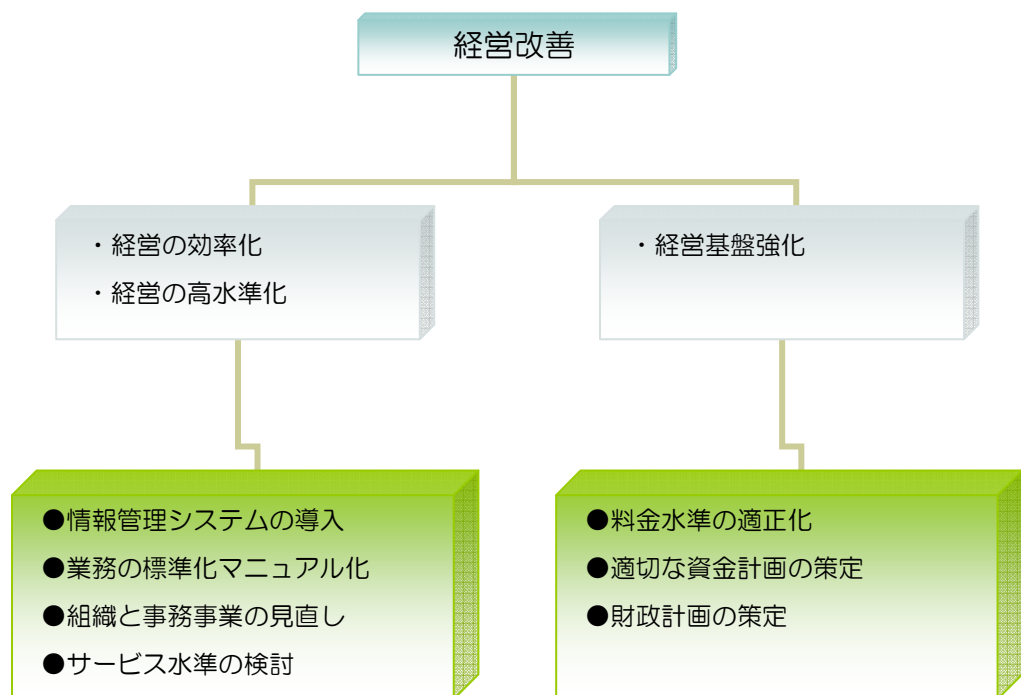 経営改善
・経営の効率化
・経営の高水準化
・経営基盤強化
●情報管理システムの導入
●業務の標準化マニュアル化
●組織と事務事業の見直し
●サービス水準の検討
●料金水準の適正化
●適切な資金計画の策定
●財政計画の策定